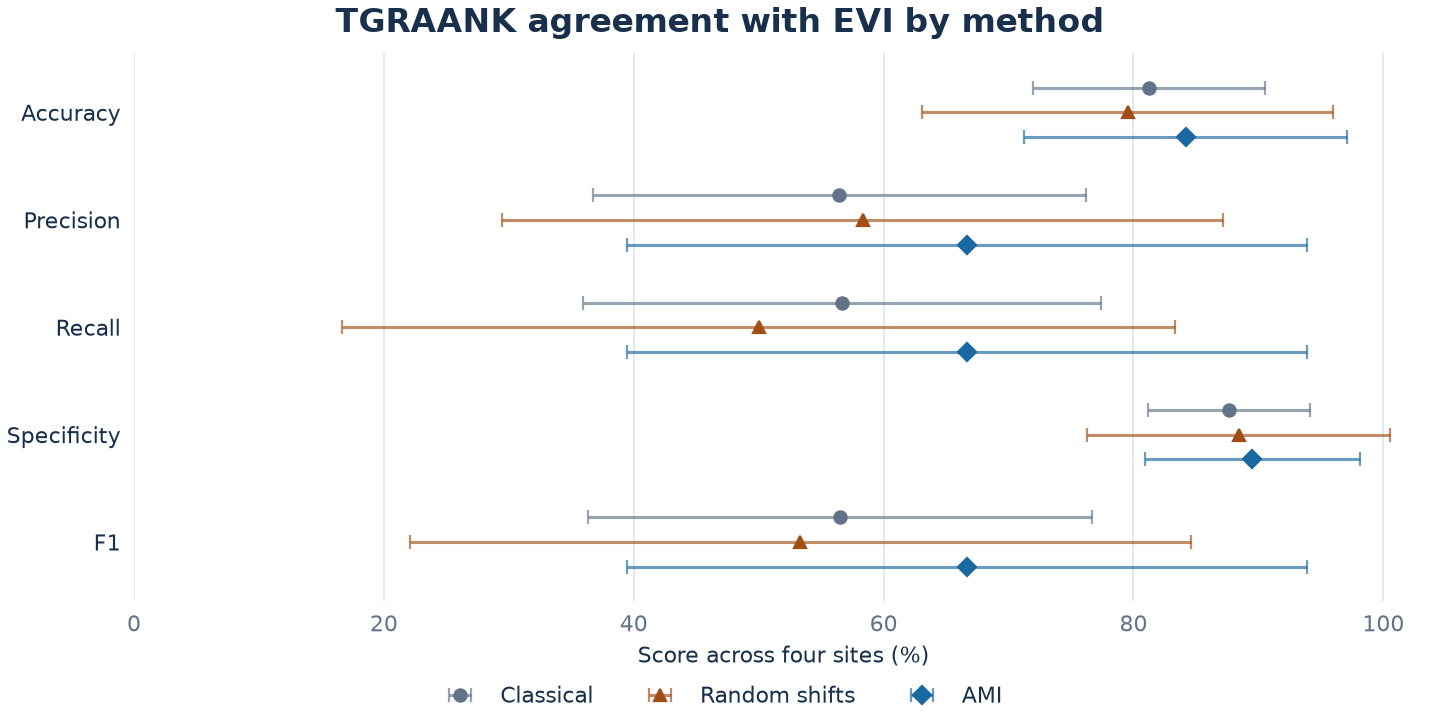 TGRAANK agreement with EVI by method
Accuracy
Precision
Recall
Specificity
F1
0 20 40 60 80 100
Score across four sites (%)
Classical Random shifts AMI